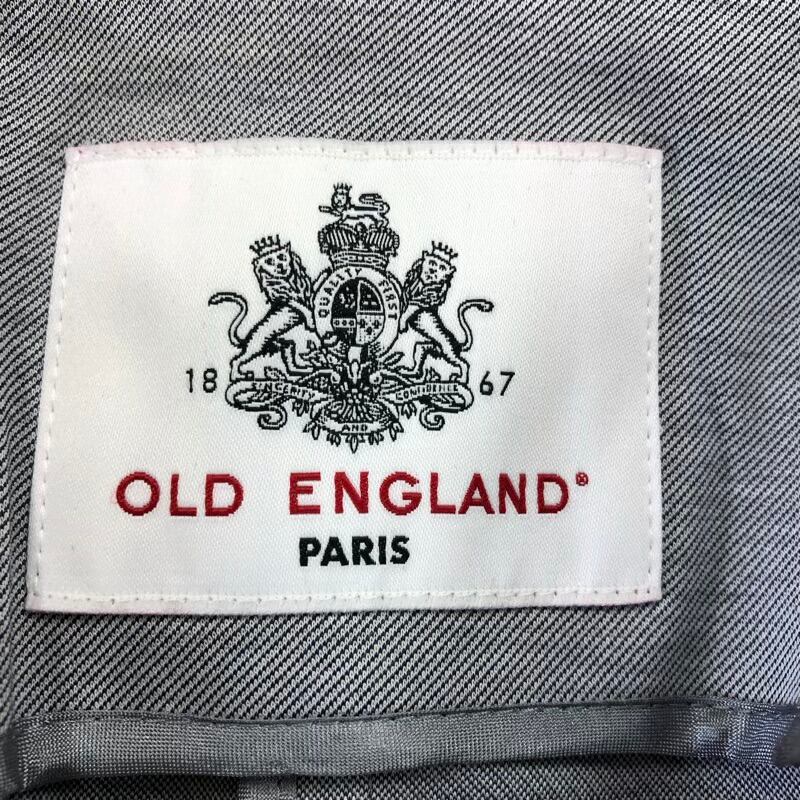 QUALITY FIRST
18 67
SINCERITY AND CONFIDENCE
OLD ENGLAND®
PARIS